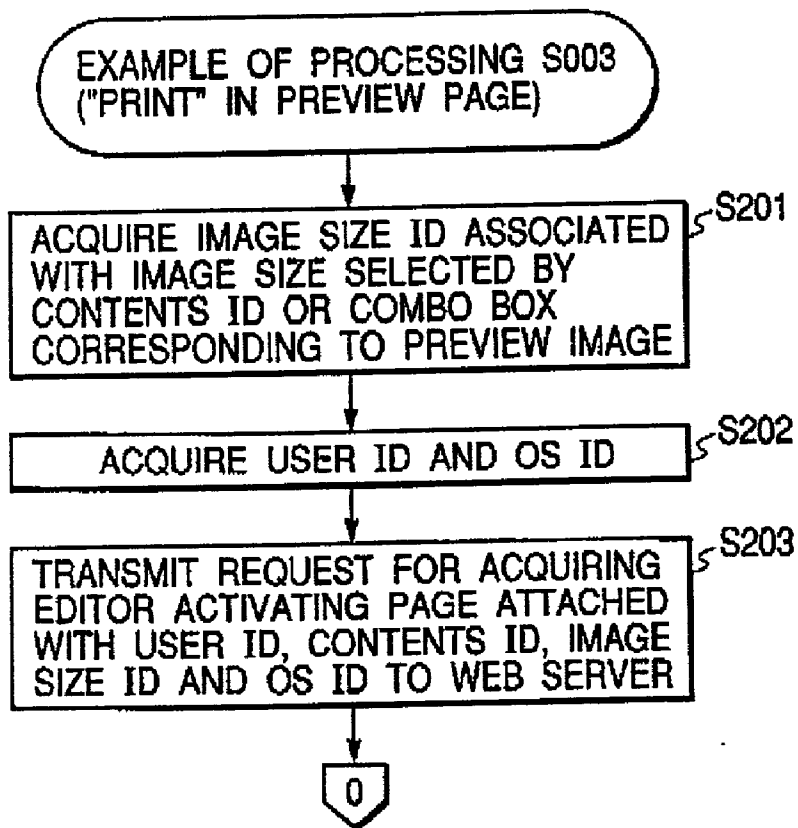 EXAMPLE OF PROCESSING S003
("PRINT" IN PREVIEW PAGE)
S201
ACQUIRE IMAGE SIZE ID ASSOCIATED
WITH IMAGE SIZE SELECTED BY
CONTENTS ID OR COMBO BOX
CORRESPONDING TO PREVIEW IMAGE
S202
ACQUIRE USER ID AND OS ID
S203
TRANSMIT REQUEST FOR ACQUIRING
EDITOR ACTIVATING PAGE ATTACHED
WITH USER ID, CONTENTS ID, IMAGE
SIZE ID AND OS ID TO WEB SERVER
0